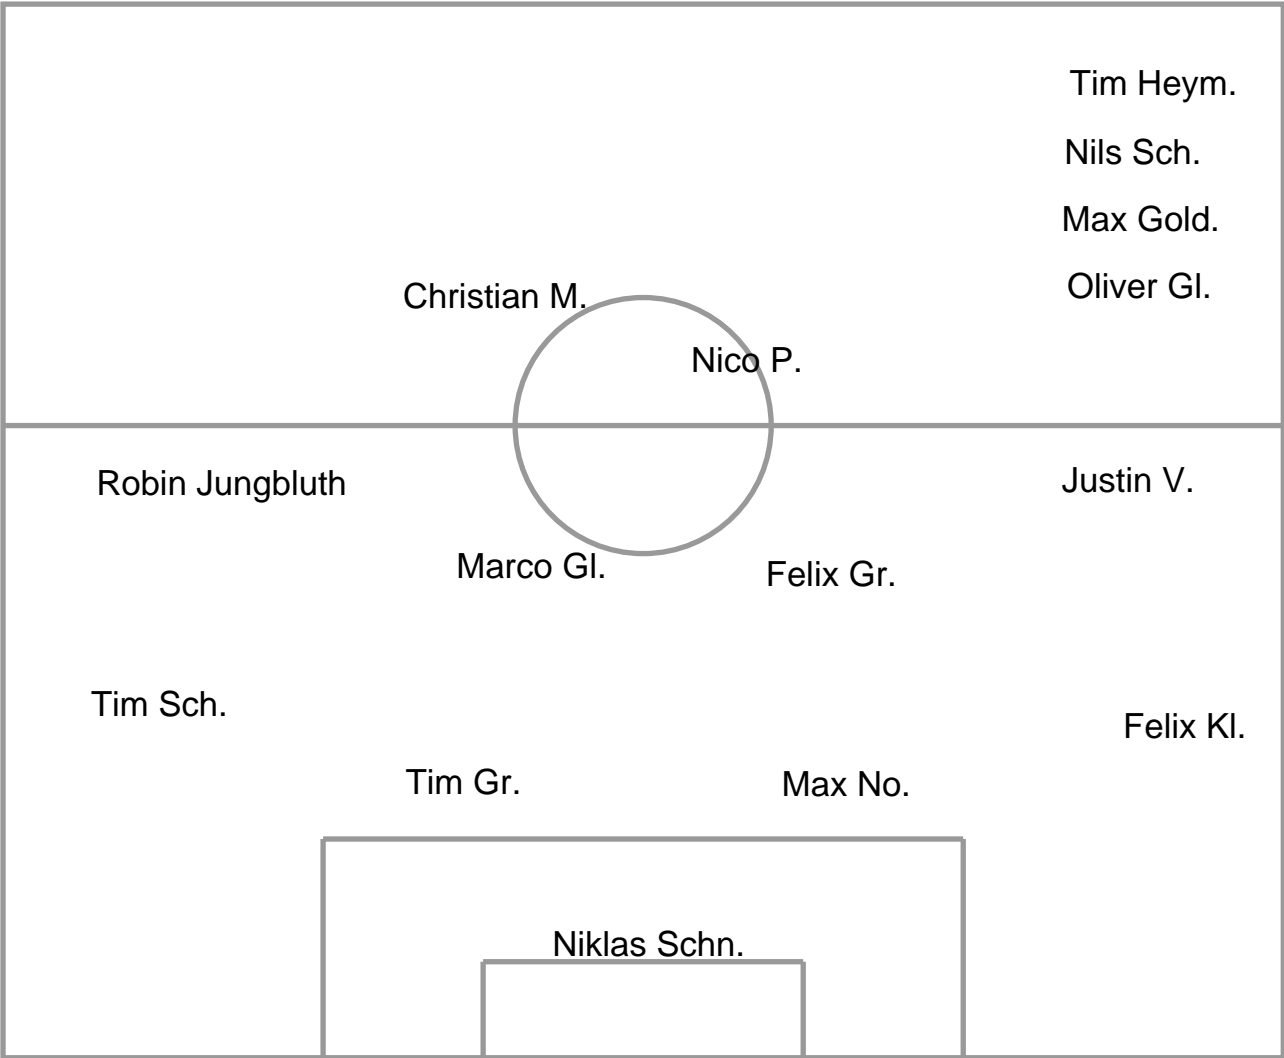 Tim Heym.
Nils Sch.
Max Gold.
Oliver Gl.
Christian M.
Nico P.
Robin Jungbluth
Justin V.
Marco Gl.
Felix Gr.
Tim Sch.
Felix Kl.
Tim Gr.
Max No.
Niklas Schn.